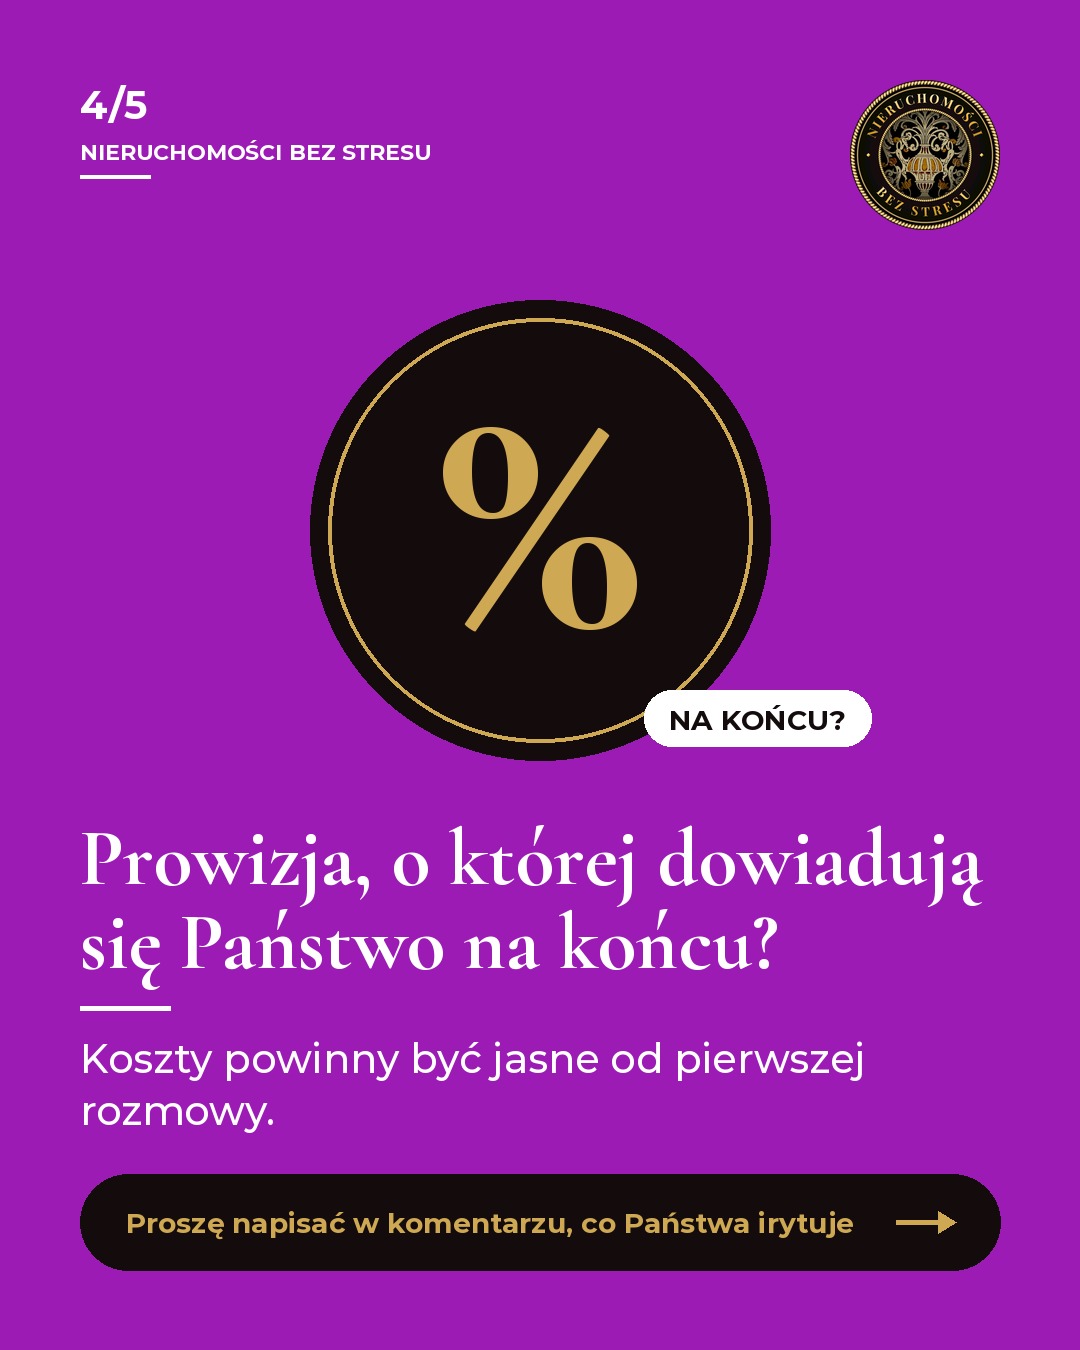 4/5
NIERUCHOMOŚCI BEZ STRESU
NIERUCHOMOŚCI
BEZ STRESU
%
NA KOŃCU?
Prowizja, o której dowiadują
się Państwo na końcu?
Koszty powinny być jasne od pierwszej
rozmowy.
Proszę napisać w komentarzu, co Państwa irytuje